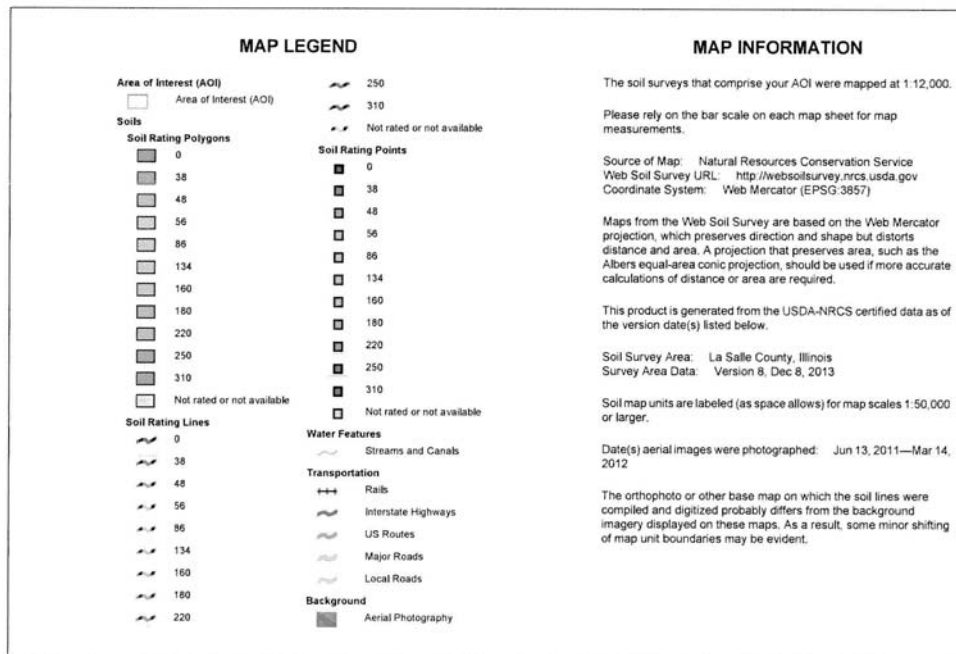 MAP LEGEND
Area of Interest (AOI)
Area of Interest (AOI)
Soils
Soil Rating Polygons
0
38
48
56
86
134
160
180
220
250
310
Not rated or not available
Soil Rating Lines
0
38
48
56
86
134
160
180
220
250
310
Not rated or not available
Soil Rating Points
0
38
48
56
86
134
160
180
220
250
310
Not rated or not available
Water Features
Streams and Canals
Transportation
Rails
Interstate Highways
US Routes
Major Roads
Local Roads
Background
Aerial Photography
MAP INFORMATION
The soil surveys that comprise your AOI were mapped at 1:12,000.
Please rely on the bar scale on each map sheet for map
measurements.
Source of Map: Natural Resources Conservation Service
Web Soil Survey URL: http://websoilsurvey.nrcs.usda.gov
Coordinate System: Web Mercator (EPSG:3857)
Maps from the Web Soil Survey are based on the Web Mercator
projection, which preserves direction and shape but distorts
distance and area. A projection that preserves area, such as the
Albers equal-area conic projection, should be used if more accurate
calculations of distance or area are required.
This product is generated from the USDA-NRCS certified data as of
the version date(s) listed below.
Soil Survey Area: La Salle County, Illinois
Survey Area Data: Version 8, Dec 8, 2013
Soil map units are labeled (as space allows) for map scales 1:50,000
or larger.
Date(s) aerial images were photographed: Jun 13, 2011—Mar 14,
2012
The orthophoto or other base map on which the soil lines were
compiled and digitized probably differs from the background
imagery displayed on these maps. As a result, some minor shifting
of map unit boundaries may be evident.